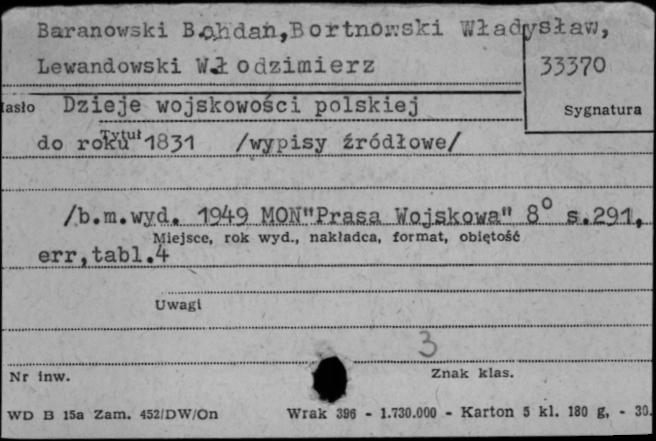 Baranowski Bohdan,Bortnowski Władysław,
Lewandowski Włodzimierz
33370
Hasło Dzieje wojskowości polskiej
Sygnatura
Tytuł
do roku 1831 /wypisy źródłowe/
/b.m.wyd. 1949 MON"Prasa Wojskowa" 8° s.291,
Miejsce, rok wyd., nakładca, format, obiętość
err,tabl.4
Uwagi
3
Nr inw.
Znak klas.
WD B 15a Zam. 452/DW/On Wrak 396 - 1.730.000 - Karton 5 kl. 180 g, - 30.